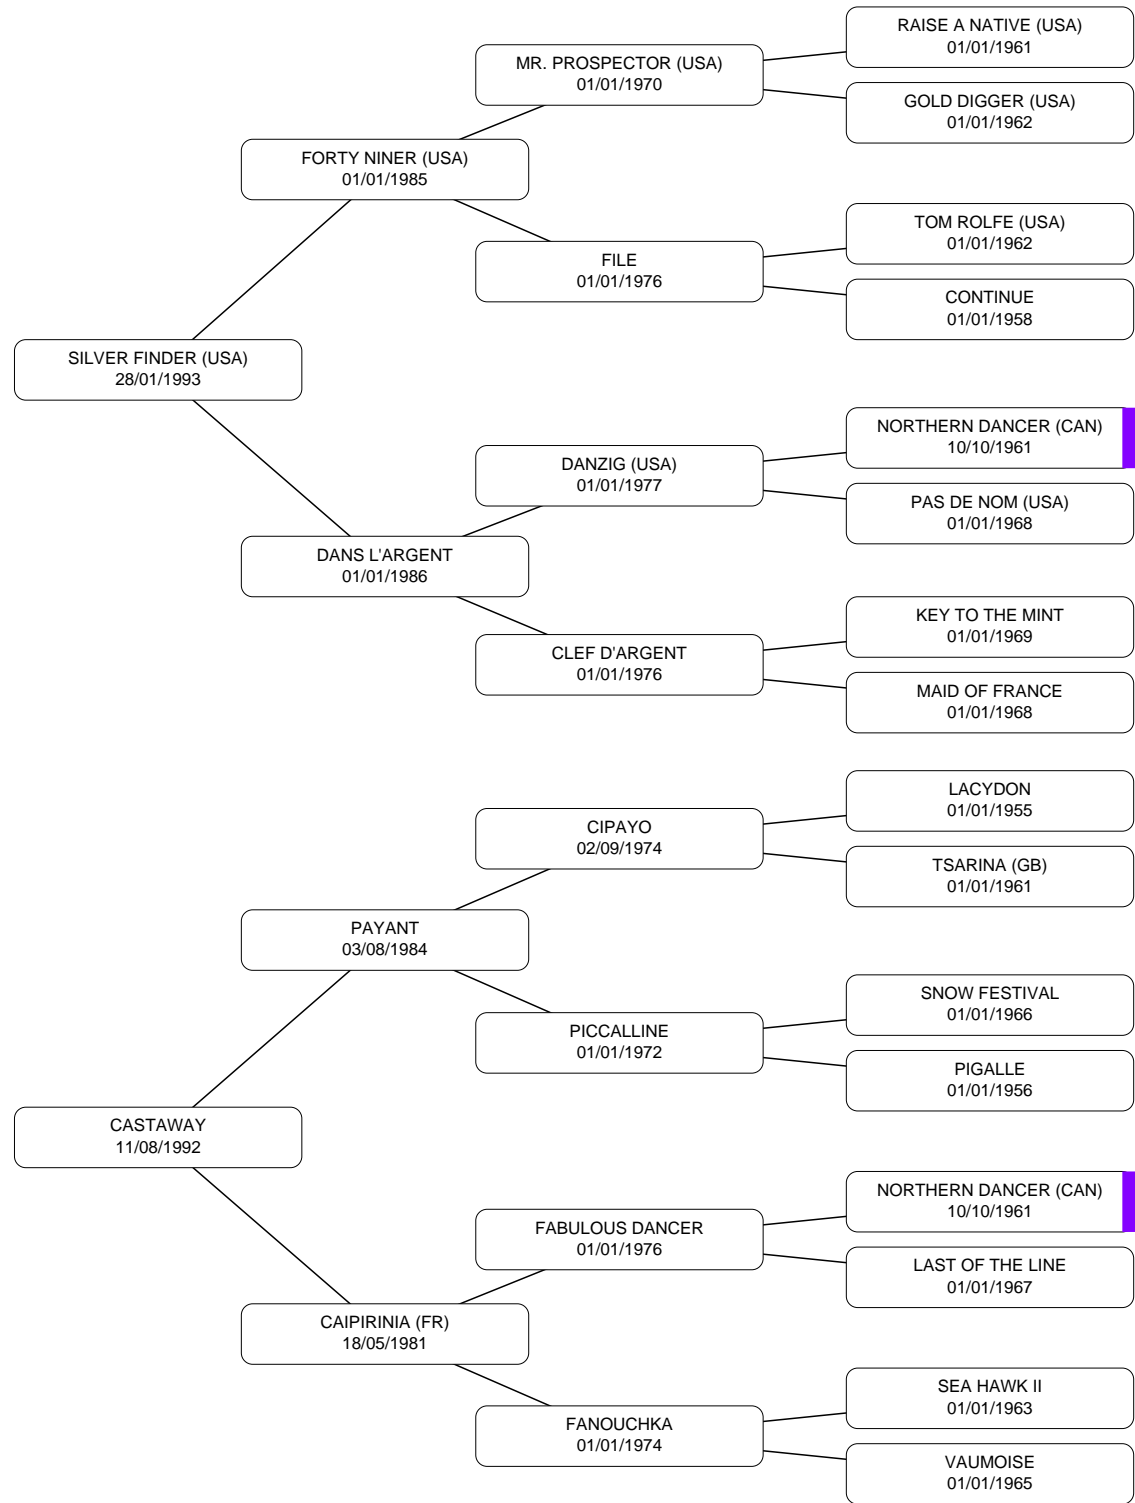 RAISE A NATIVE (USA)
01/01/1961
MR. PROSPECTOR (USA)
01/01/1970
GOLD DIGGER (USA)
01/01/1962
FORTY NINER (USA)
01/01/1985
TOM ROLFE (USA)
01/01/1962
FILE
01/01/1976
CONTINUE
01/01/1958
SILVER FINDER (USA)
28/01/1993
NORTHERN DANCER (CAN)
10/10/1961
DANZIG (USA)
01/01/1977
PAS DE NOM (USA)
01/01/1968
DANS L'ARGENT
01/01/1986
KEY TO THE MINT
01/01/1969
CLEF D'ARGENT
01/01/1976
MAID OF FRANCE
01/01/1968
LACYDON
01/01/1955
CIPAYO
02/09/1974
TSARINA (GB)
01/01/1961
PAYANT
03/08/1984
SNOW FESTIVAL
01/01/1966
PICCALLINE
01/01/1972
PIGALLE
01/01/1956
CASTAWAY
11/08/1992
NORTHERN DANCER (CAN)
10/10/1961
FABULOUS DANCER
01/01/1976
LAST OF THE LINE
01/01/1967
CAIPIRINIA (FR)
18/05/1981
SEA HAWK II
01/01/1963
FANOUCHKA
01/01/1974
VAUMOISE
01/01/1965